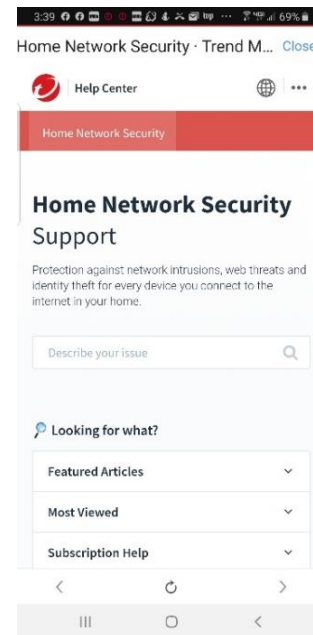 3:39
69%
Home Network Security · Trend M... Close
Help Center
Home Network Security
Home Network Security
Support
Protection against network intrusions, web threats and
identity theft for every device you connect to the
internet in your home.
Describe your issue
Looking for what?
Featured Articles
Most Viewed
Subscription Help